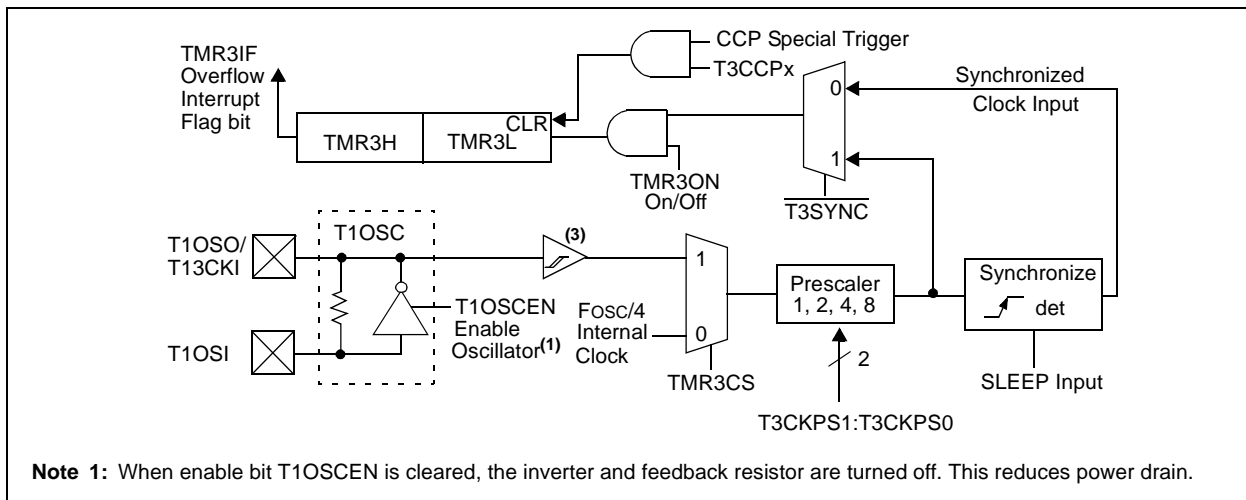 TMR3IF
Overflow
Interrupt
Flag bit
CCP Special Trigger
T3CCPx
Synchronized
Clock Input
0
1
CLR
TMR3H
TMR3L
TMR3ON
On/Off
T3SYNC
T1OSO/
T13CKI
T1OSC
(3)
1
Prescaler
1, 2, 4, 8
Synchronize
det
T1OSCEN
Enable
Oscillator(1)
FOSC/4
Internal
Clock
0
T1OSI
TMR3CS
2
SLEEP Input
T3CKPS1:T3CKPS0
Note 1: When enable bit T1OSCEN is cleared, the inverter and feedback resistor are turned off. This reduces power drain.